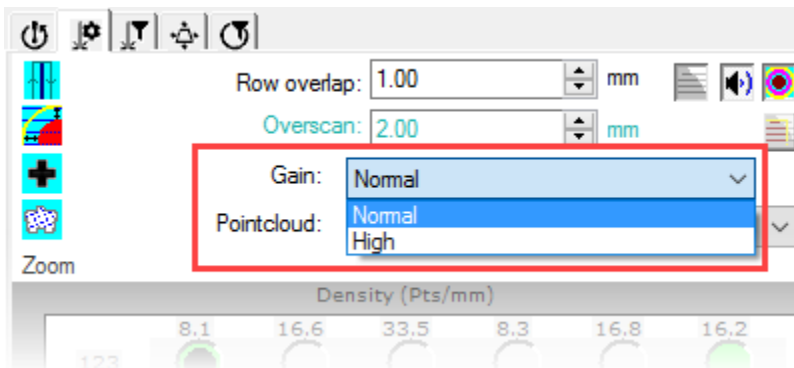 Row overlap: 1.00 mm
Overscan: 2.00 mm
Gain: Normal
Normal
Pointcloud:
High
Zoom
Density (Pts/mm)
8.1 16.6 33.5 8.3 16.8 16.2
123